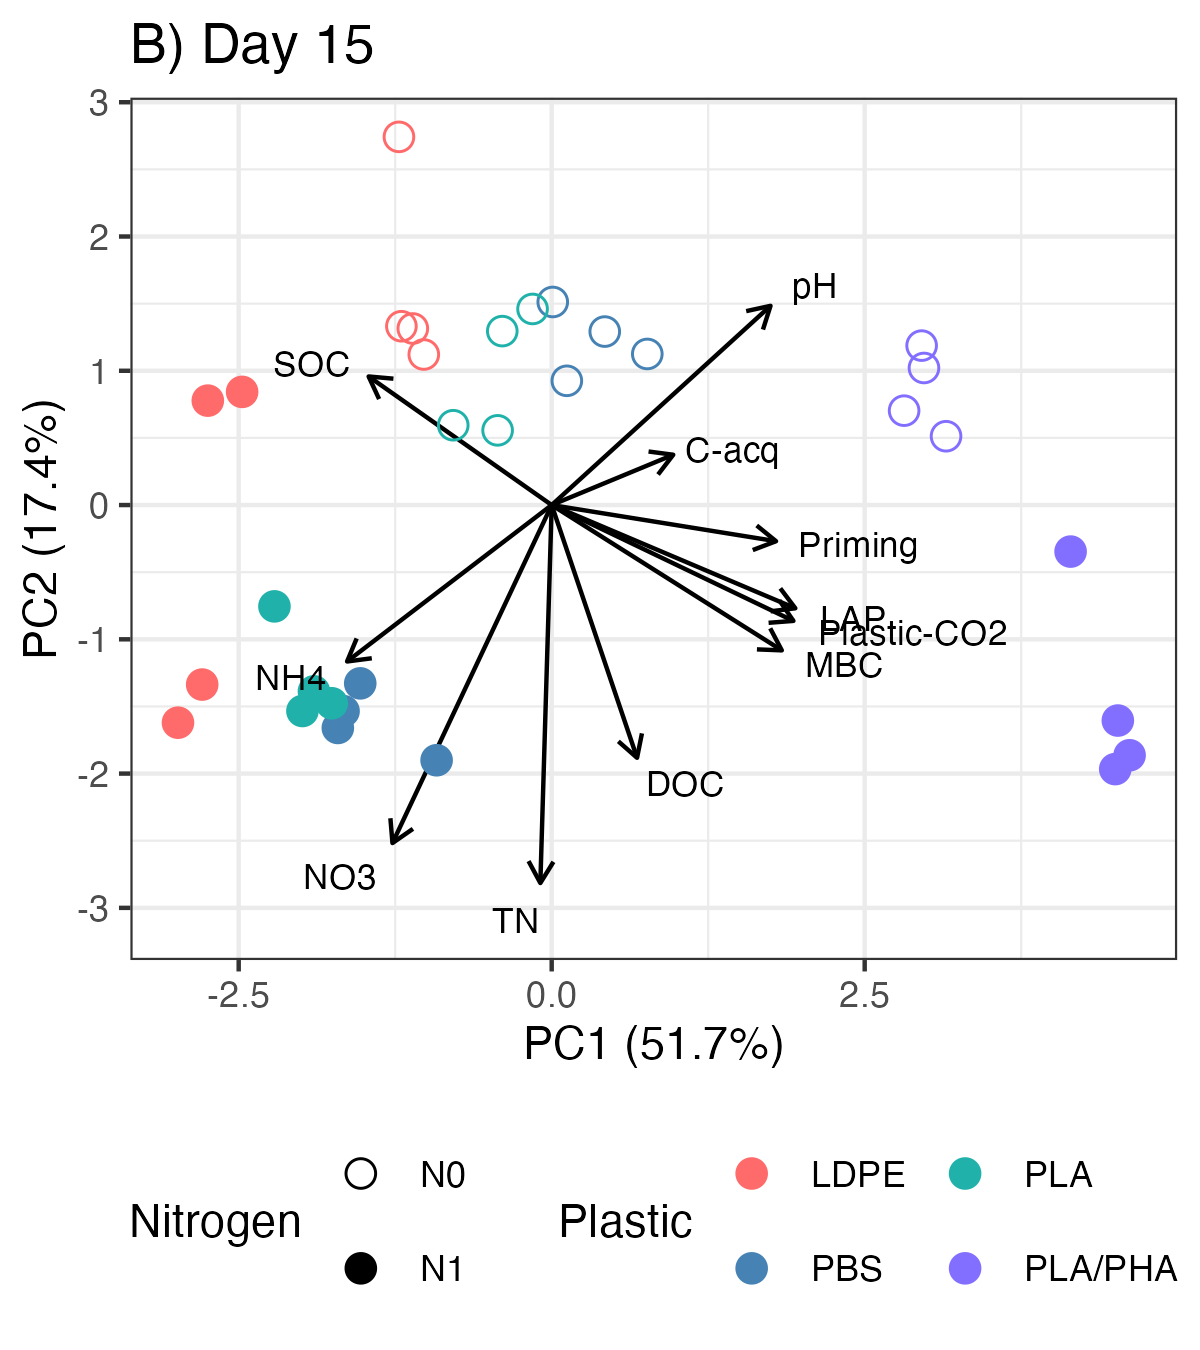 B) Day 15
3
2
1
0
-1
-2
-3
PC2 (17.4%)
pH
SOC
C-acq
Priming
LAP
Plastic-CO2
MBC
NH4
DOC
NO3
TN
-2.5 0.0 2.5
PC1 (51.7%)
Nitrogen
N0
N1
Plastic
LDPE PLA
PBS PLA/PHA